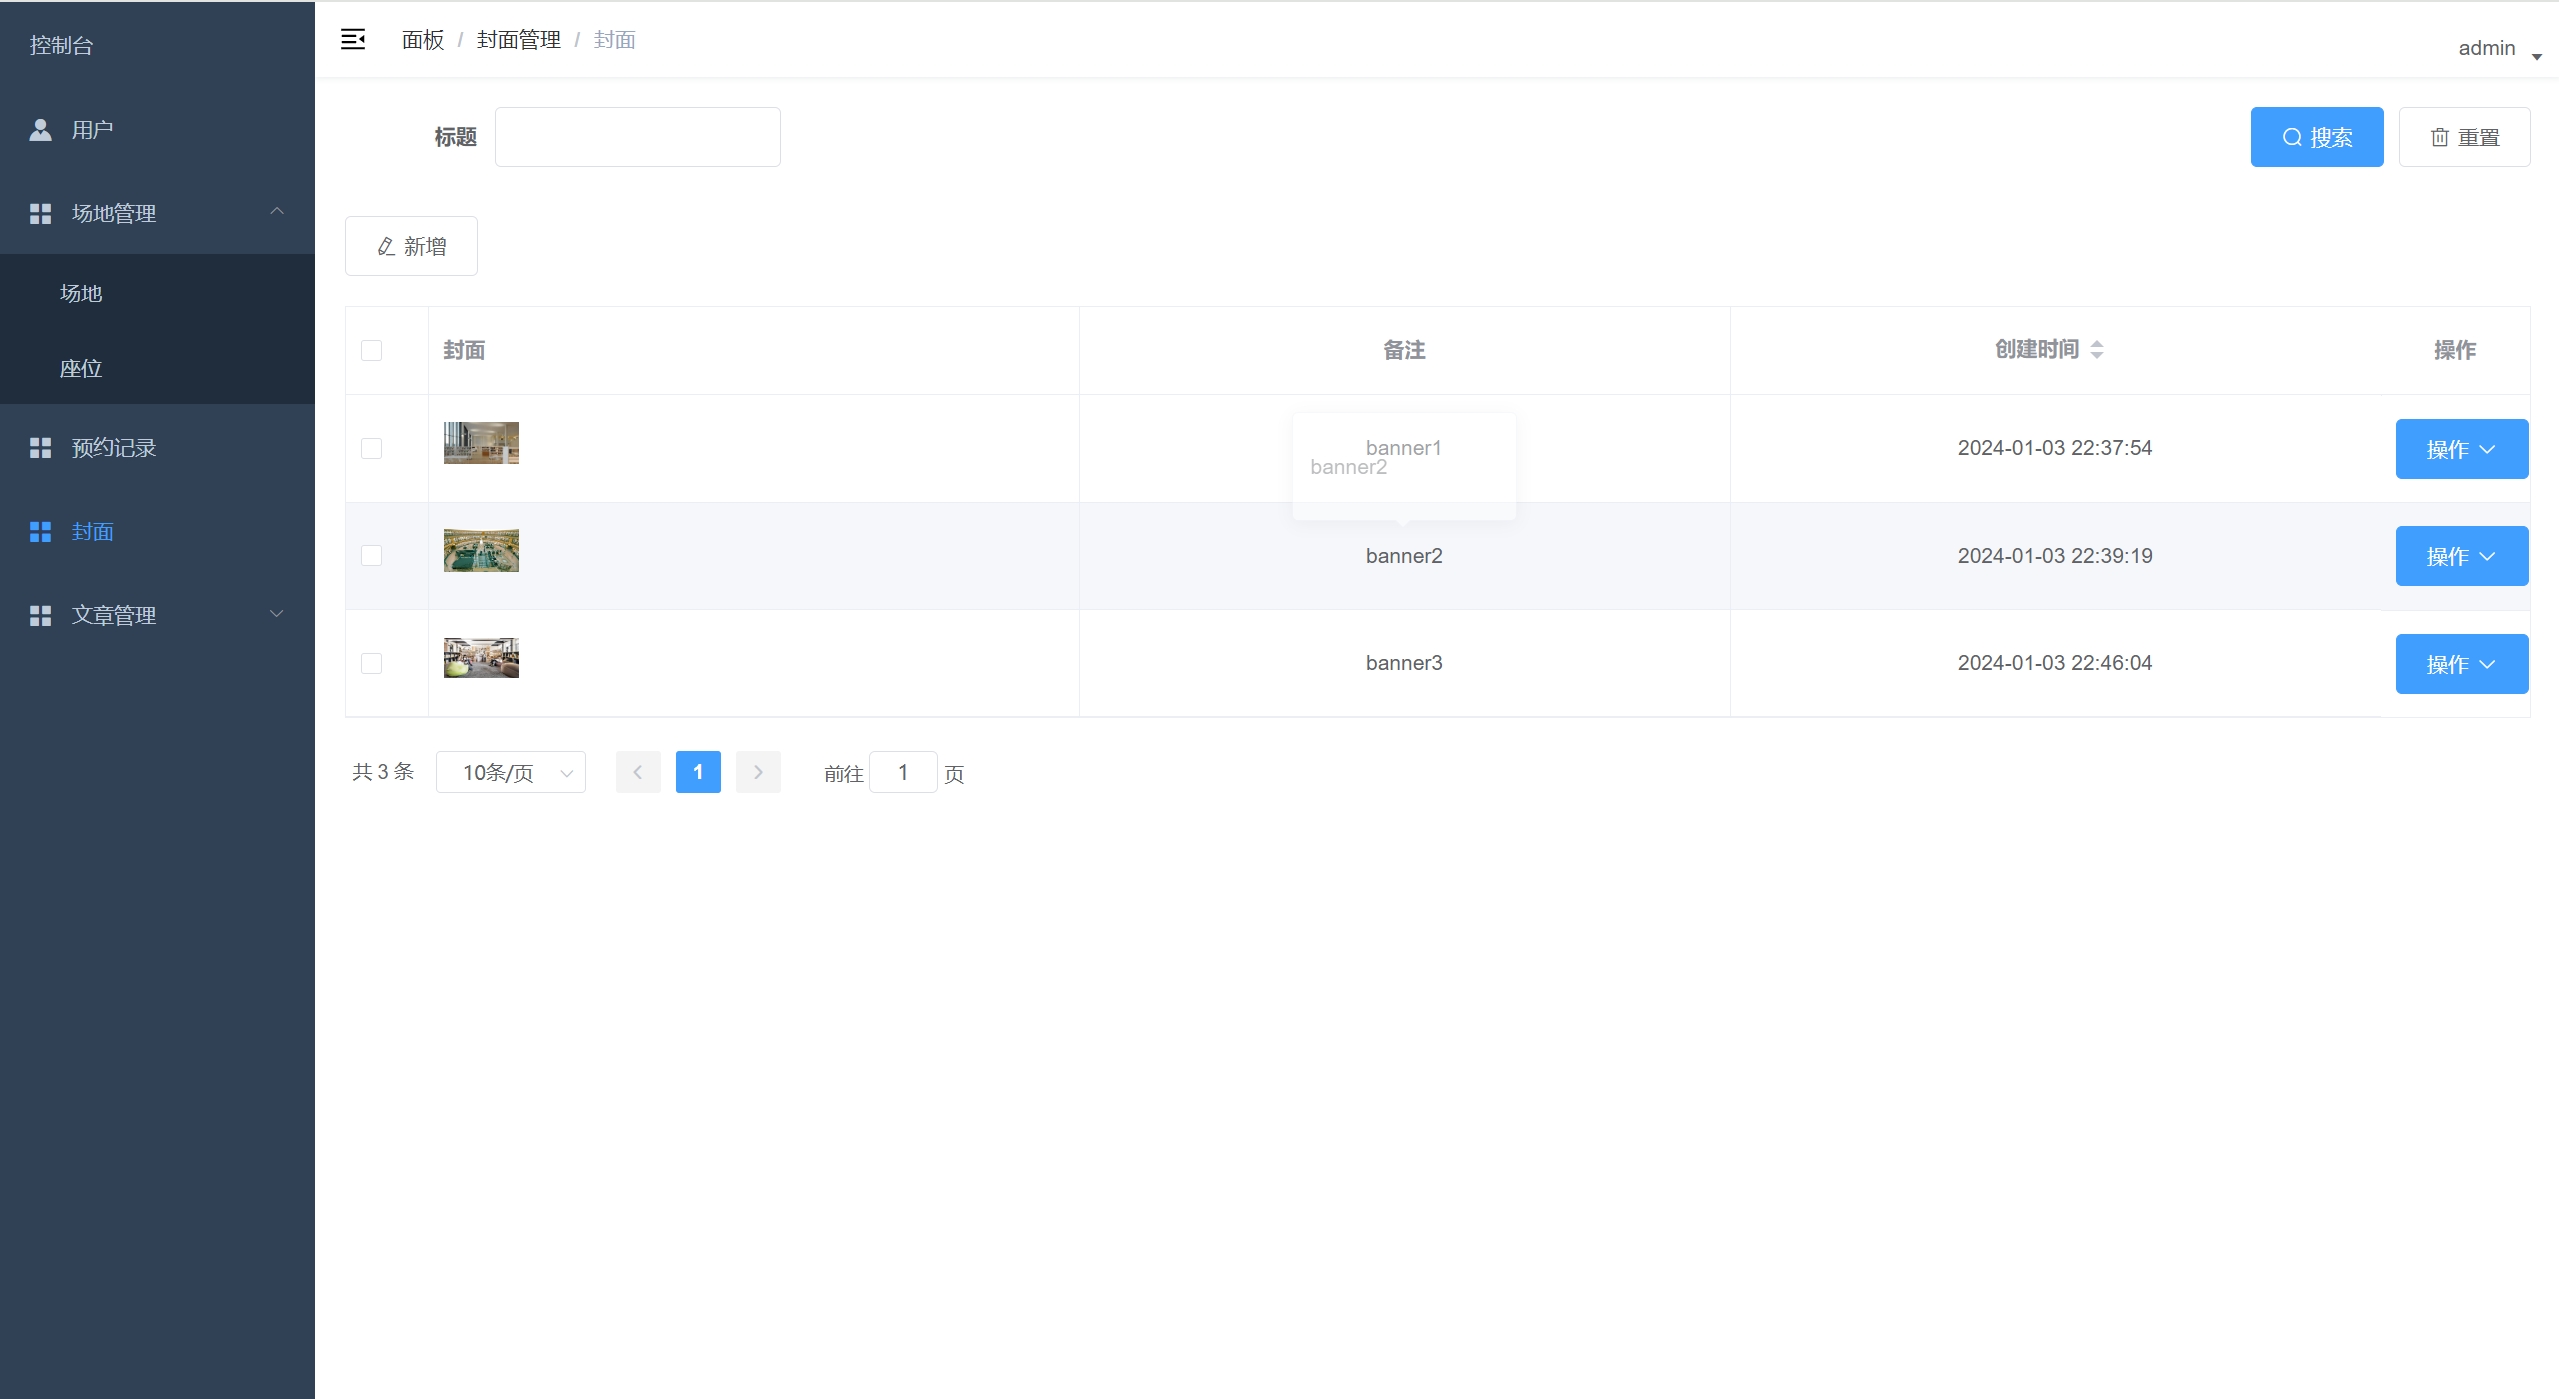 控制台
用户
场地管理
场地
座位
预约记录
封面
文章管理
面板 / 封面管理 / 封面
admin
标题
搜索
重置
新增
封面 备注 创建时间 操作
banner1 2024-01-03 22:37:54 操作
banner2
banner2 2024-01-03 22:39:19 操作
banner3 2024-01-03 22:46:04 操作
共 3 条 10条/页 1 前往 1 页